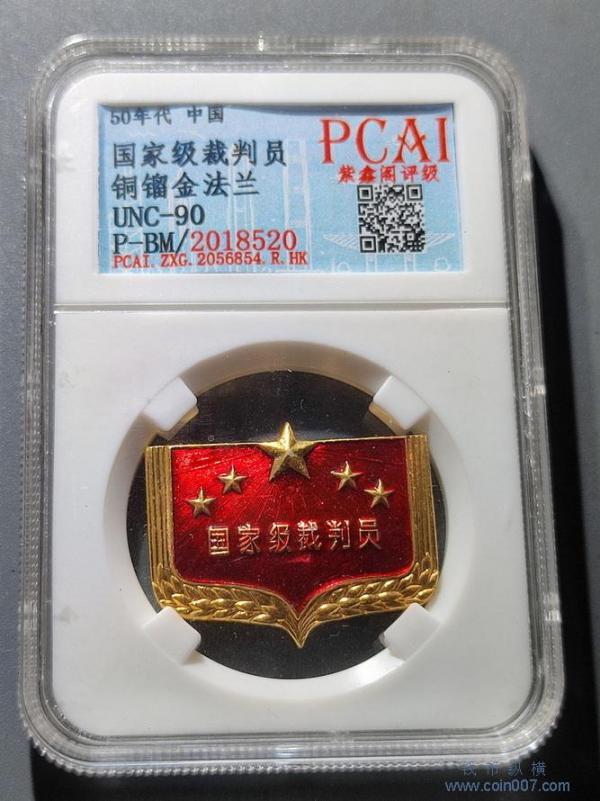 50年代 中国
国家级裁判员
铜镏金法兰
UNC-90
P-BM/2018520
PCAI. ZXG. 2056854. R. HK
PCAI
紫鑫阁评级
国家级裁判员
钱币纵横
www.coin007.com